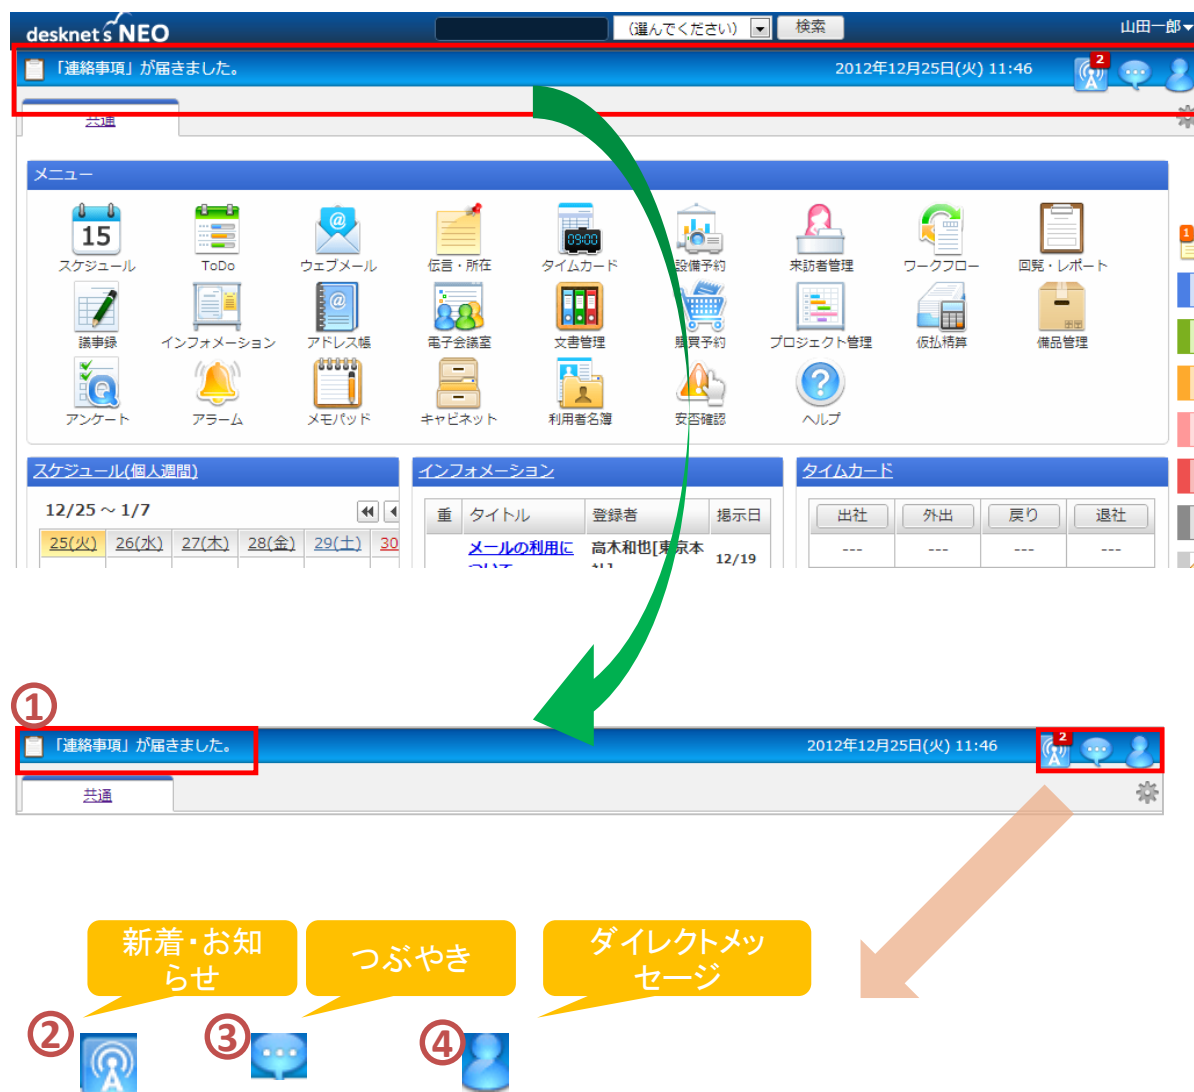 desknet's NEO
(選んでください)
検索
山田一郎
「連絡事項」が届きました。
2012年12月25日(火) 11:46
2
共通
メニュー
15
09:00
スケジュール
ToDo
ウェブメール
伝言・所在
タイムカード
設備予約
来訪者管理
ワークフロー
回覧・レポート
1
議事録
インフォメーション
アドレス帳
電子会議室
文書管理
購買予約
プロジェクト管理
仮払精算
備品管理
アンケート
アラーム
メモパッド
キャビネット
利用者名簿
安否確認
ヘルプ
スケジュール(個人週間)
インフォメーション
タイムカード
12/25 ~ 1/7
重 タイトル 登録者 掲示日
出社 外出 戻り 退社
25(火) 26(水) 27(木) 28(金) 29(土) 30
メールの利用に
ついて
高木和也[東京本
社]
12/19
--- --- --- ---
①
「連絡事項」が届きました。
2012年12月25日(火) 11:46
2
共通
新着・お知
らせ
つぶやき
ダイレクトメッ
セージ
②
③
④